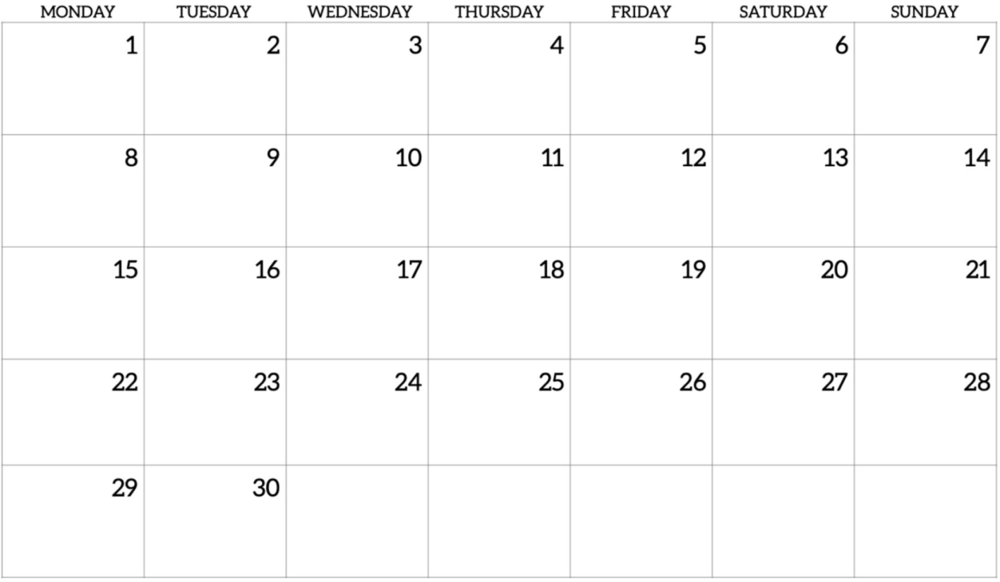 MONDAY TUESDAY WEDNESDAY THURSDAY FRIDAY SATURDAY SUNDAY
1 2 3 4 5 6 7
8 9 10 11 12 13 14
15 16 17 18 19 20 21
22 23 24 25 26 27 28
29 30